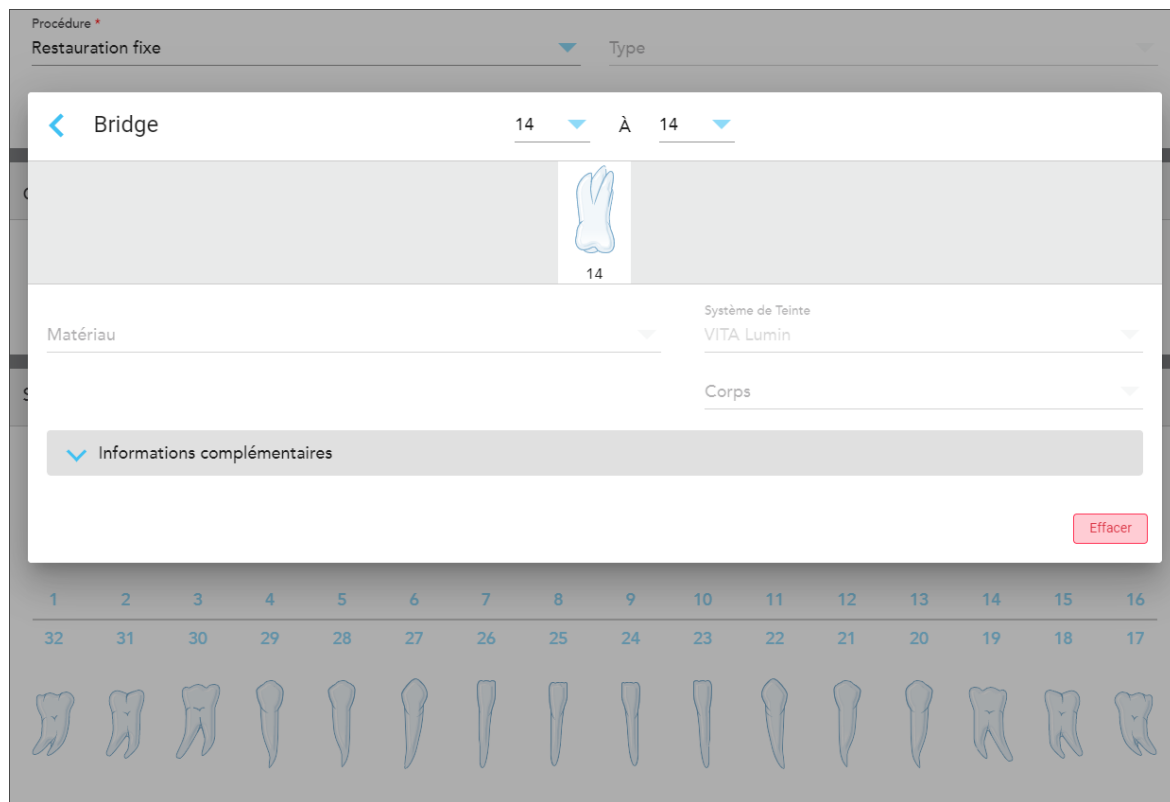 Procédure *
Restauration fixe
Type
Bridge
14 À 14
14
Matériau
Système de Teinte
VITA Lumin
Corps
Informations complémentaires
Effacer
1 2 3 4 5 6 7 8 9 10 11 12 13 14 15 16
32 31 30 29 28 27 26 25 24 23 22 21 20 19 18 17